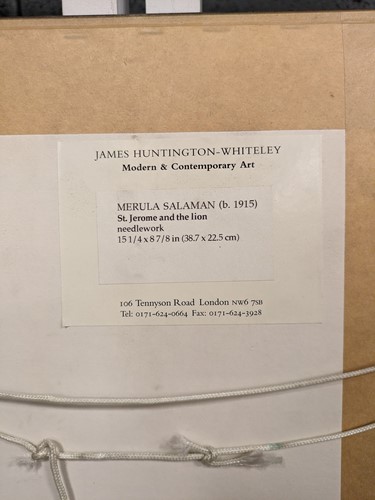 JAMES HUNTINGTON-WHITELEY
Modern & Contemporary Art
MERULA SALAMAN (b. 1915)
St. Jerome and the lion
needlework
15 1/4 x 8 7/8 in (38.7 x 22.5 cm)
106 Tennyson Road London NW6 7SB
Tel: 0171-624-0664 Fax: 0171-624-3928